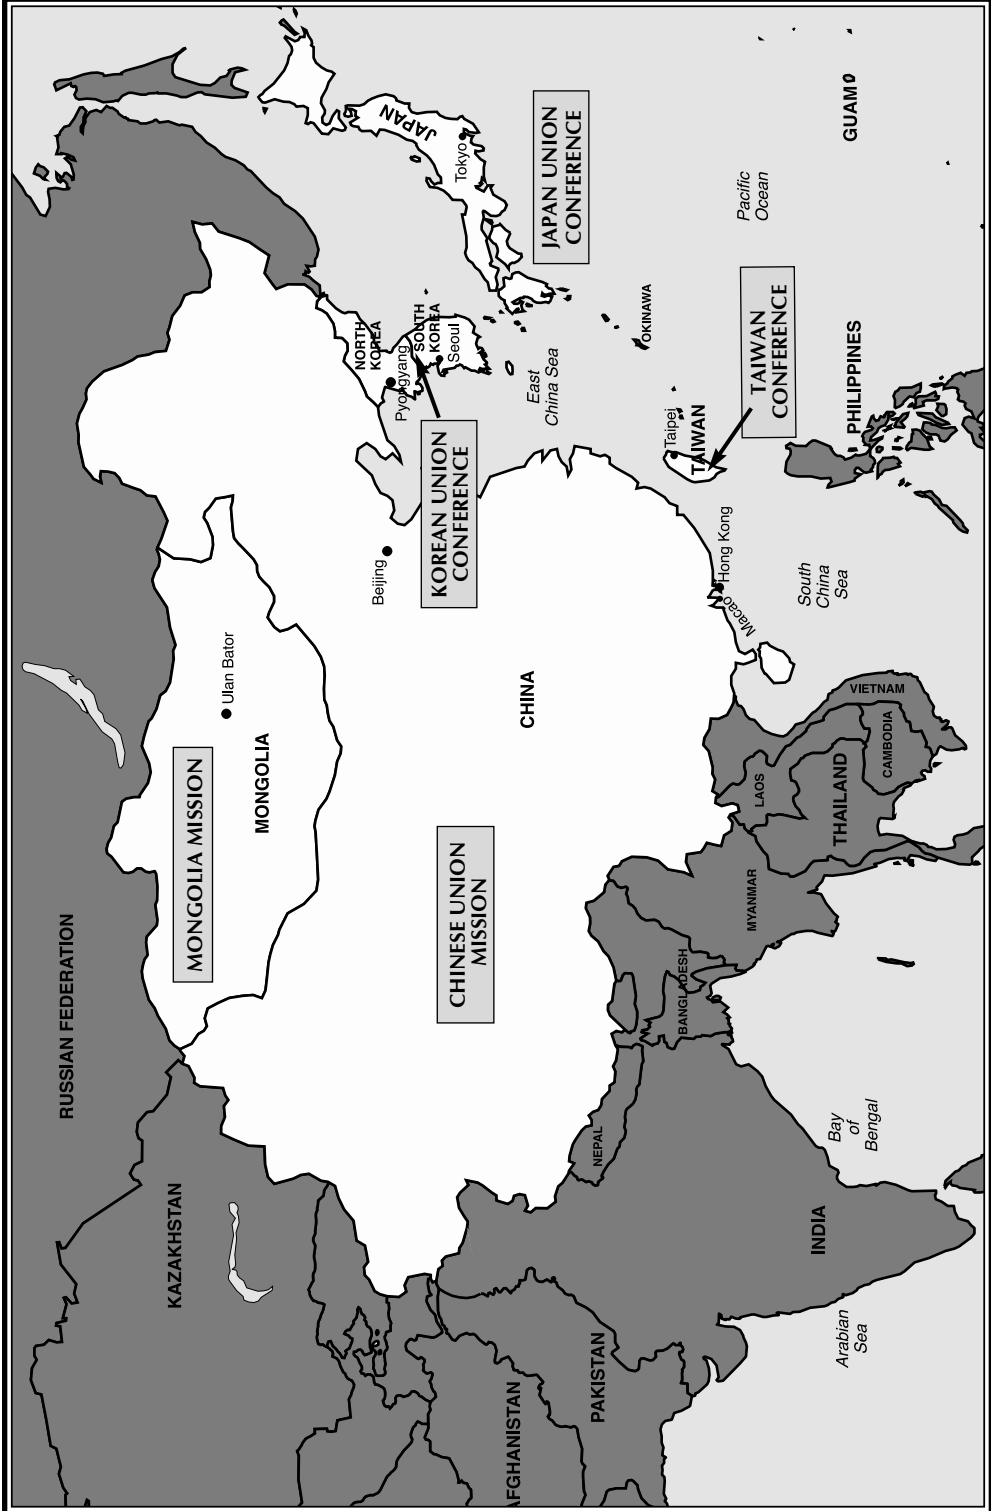 RUSSIAN FEDERATION
KAZAKHSTAN
MONGOLIA MISSION
Ulan Bator
MONGOLIA
JAPAN
Tokyo
JAPAN UNION
CONFERENCE
NORTH
KOREA
Pyongyang
SOUTH
KOREA
Seoul
KOREAN UNION
CONFERENCE
Beijing
CHINESE UNION
MISSION
CHINA
East
China Sea
OKINAWA
Pacific
Ocean
GUAM
Taipei
TAIWAN
TAIWAN
CONFERENCE
Hong Kong
Macao
South
China
Sea
PHILIPPINES
VIETNAM
LAOS
CAMBODIA
THAILAND
MYANMAR
BANGLADESH
NEPAL
INDIA
Bay
of
Bengal
Arabian
Sea
PAKISTAN
AFGHANISTAN